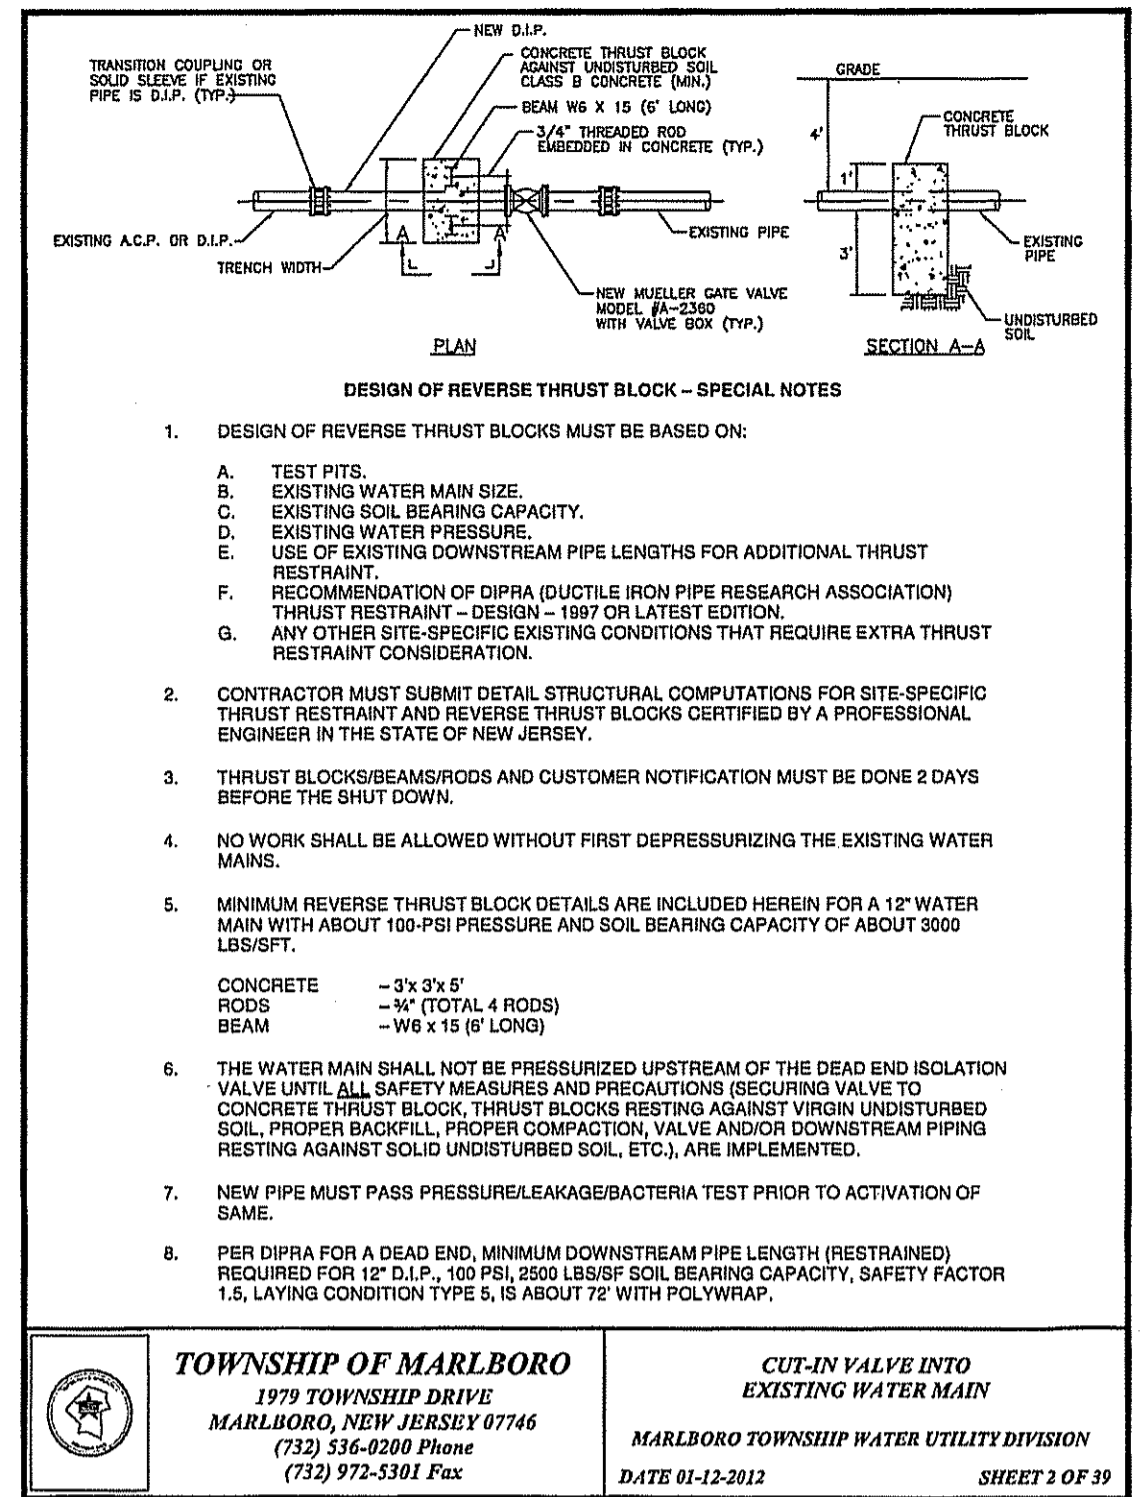 NEW D.I.P.
TRANSITION COUPLING OR
SOLID SLEEVE IF EXISTING
PIPE IS D.I.P. (TYP.)
CONCRETE THRUST BLOCK
AGAINST UNDISTURBED SOIL
CLASS B CONCRETE (MIN.)
BEAM W6 X 15 (6' LONG)
3/4" THREADED ROD
EMBEDDED IN CONCRETE (TYP.)
EXISTING A.C.P. OR D.I.P.
TRENCH WIDTH
A
A
EXISTING PIPE
NEW MUELLER GATE VALVE
MODEL #A-2360
WITH VALVE BOX (TYP.)
PLAN
GRADE
4'
CONCRETE
THRUST BLOCK
1'
3'
EXISTING
PIPE
UNDISTURBED
SOIL
SECTION A-A
DESIGN OF REVERSE THRUST BLOCK – SPECIAL NOTES
1. DESIGN OF REVERSE THRUST BLOCKS MUST BE BASED ON:
A. TEST PITS.
B. EXISTING WATER MAIN SIZE.
C. EXISTING SOIL BEARING CAPACITY.
D. EXISTING WATER PRESSURE.
E. USE OF EXISTING DOWNSTREAM PIPE LENGTHS FOR ADDITIONAL THRUST
RESTRAINT.
F. RECOMMENDATION OF DIPRA (DUCTILE IRON PIPE RESEARCH ASSOCIATION)
THRUST RESTRAINT – DESIGN – 1997 OR LATEST EDITION.
G. ANY OTHER SITE-SPECIFIC EXISTING CONDITIONS THAT REQUIRE EXTRA THRUST
RESTRAINT CONSIDERATION.
2. CONTRACTOR MUST SUBMIT DETAIL STRUCTURAL COMPUTATIONS FOR SITE-SPECIFIC
THRUST RESTRAINT AND REVERSE THRUST BLOCKS CERTIFIED BY A PROFESSIONAL
ENGINEER IN THE STATE OF NEW JERSEY.
3. THRUST BLOCKS/BEAMS/RODS AND CUSTOMER NOTIFICATION MUST BE DONE 2 DAYS
BEFORE THE SHUT DOWN.
4. NO WORK SHALL BE ALLOWED WITHOUT FIRST DEPRESSURIZING THE EXISTING WATER
MAINS.
5. MINIMUM REVERSE THRUST BLOCK DETAILS ARE INCLUDED HEREIN FOR A 12" WATER
MAIN WITH ABOUT 100-PSI PRESSURE AND SOIL BEARING CAPACITY OF ABOUT 3000
LBS/SFT.
CONCRETE – 3'x 3'x 5'
RODS – ¾" (TOTAL 4 RODS)
BEAM – W6 x 15 (6' LONG)
6. THE WATER MAIN SHALL NOT BE PRESSURIZED UPSTREAM OF THE DEAD END ISOLATION
VALVE UNTIL ALL SAFETY MEASURES AND PRECAUTIONS (SECURING VALVE TO
CONCRETE THRUST BLOCK, THRUST BLOCKS RESTING AGAINST VIRGIN UNDISTURBED
SOIL, PROPER BACKFILL, PROPER COMPACTION, VALVE AND/OR DOWNSTREAM PIPING
RESTING AGAINST SOLID UNDISTURBED SOIL, ETC.), ARE IMPLEMENTED.
7. NEW PIPE MUST PASS PRESSURE/LEAKAGE/BACTERIA TEST PRIOR TO ACTIVATION OF
SAME.
8. PER DIPRA FOR A DEAD END, MINIMUM DOWNSTREAM PIPE LENGTH (RESTRAINED)
REQUIRED FOR 12" D.I.P., 100 PSI, 2500 LBS/SF SOIL BEARING CAPACITY, SAFETY FACTOR
1.5, LAYING CONDITION TYPE 5, IS ABOUT 72' WITH POLYWRAP.
TOWNSHIP OF MARLBORO
1979 TOWNSHIP DRIVE
MARLBORO, NEW JERSEY 07746
(732) 536-0200 Phone
(732) 972-5301 Fax
CUT-IN VALVE INTO
EXISTING WATER MAIN
MARLBORO TOWNSHIP WATER UTILITY DIVISION
DATE 01-12-2012 SHEET 2 OF 39